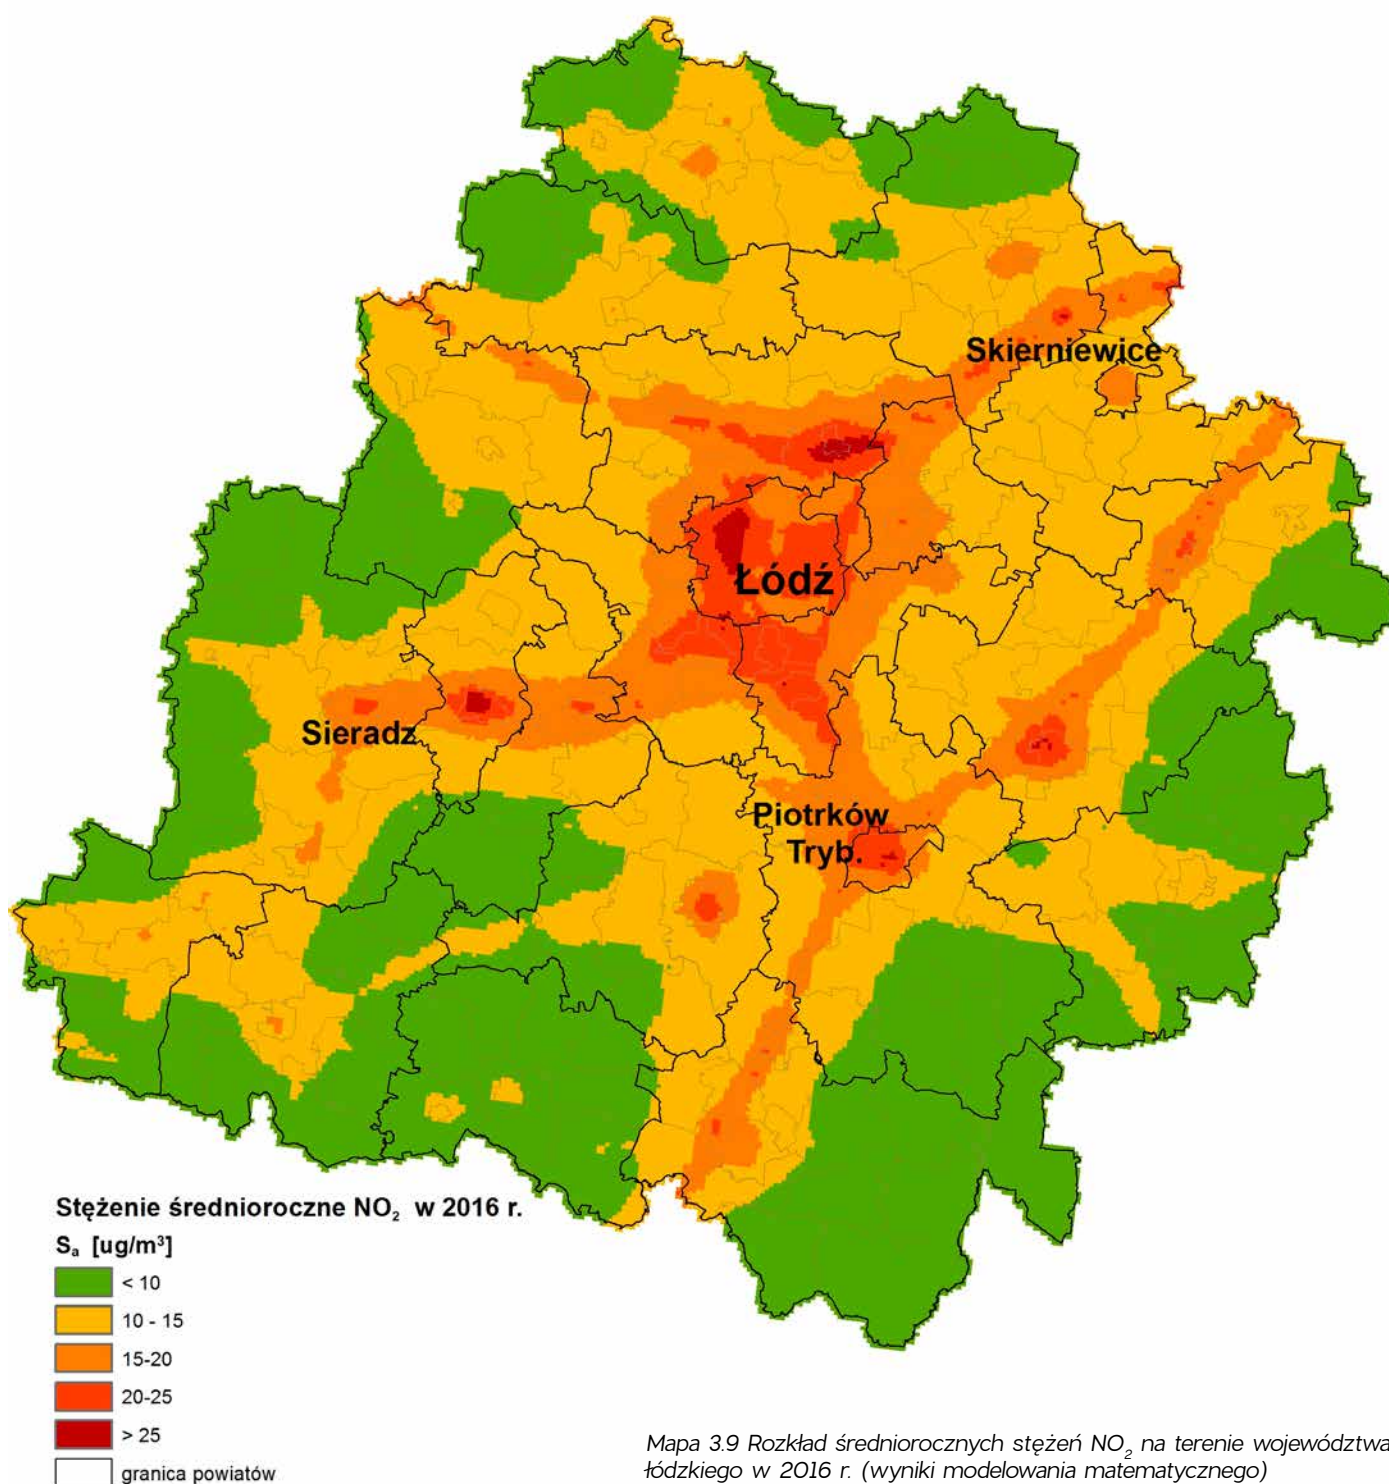 Skierniewice
Łódź
Sieradz
Piotrków
Tryb.
Stężenie średnioroczne NO₂ w 2016 r.
Sₐ [ug/m³]
< 10
10 - 15
15-20
20-25
> 25
granica powiatów
Mapa 3.9 Rozkład średniorocznych stężeń NO₂ na terenie województwa
łódzkiego w 2016 r. (wyniki modelowania matematycznego)